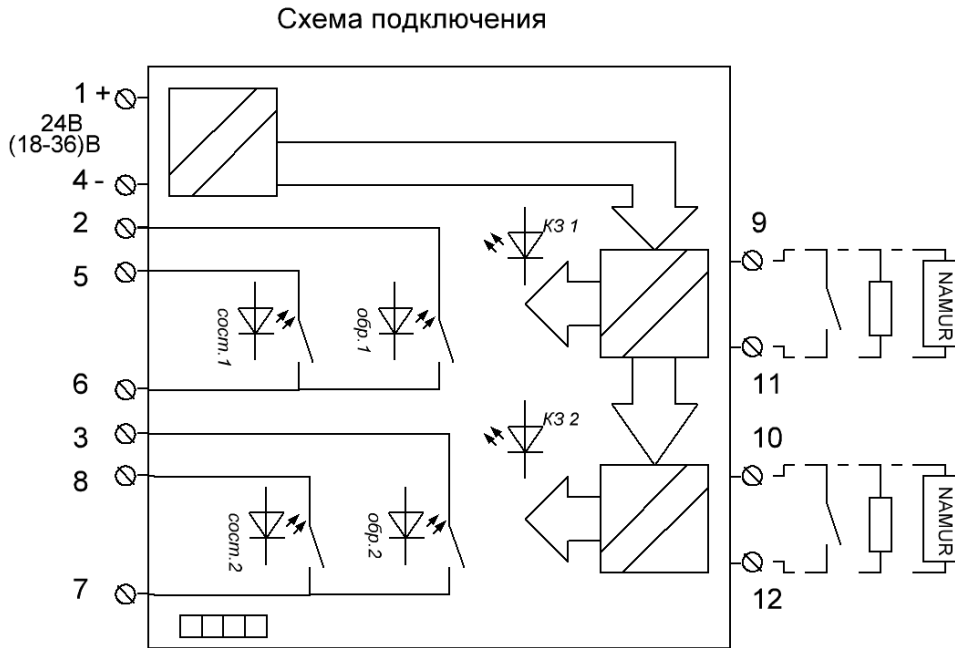 Схема подключения
1 +
24В
(18-36)В
4 -
2
5
6
3
8
7
сост.1
обр.1
КЗ 1
сост.2
обр.2
КЗ 2
9
11
10
12
NAMUR
NAMUR